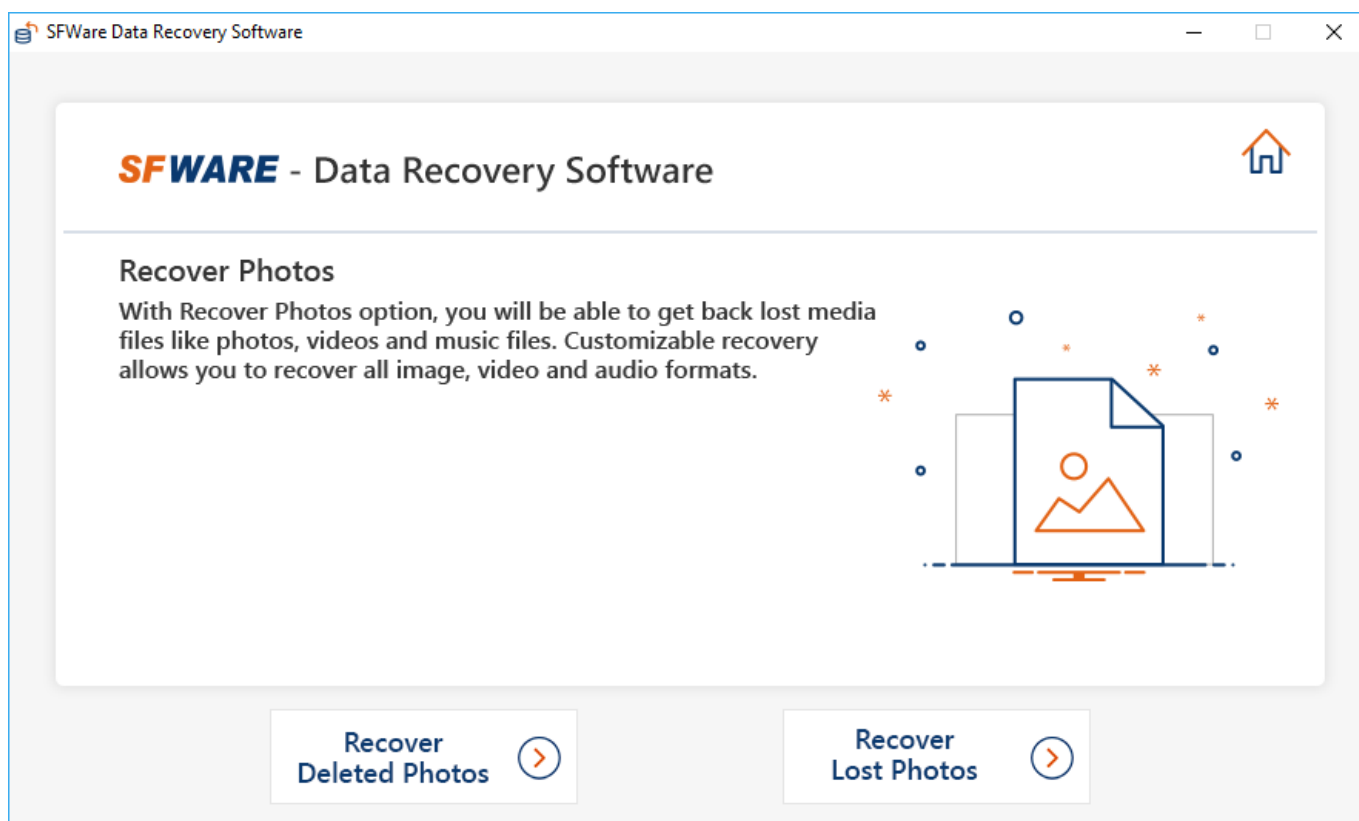 SFWare Data Recovery Software
SFWARE - Data Recovery Software
Recover Photos
With Recover Photos option, you will be able to get back lost media
files like photos, videos and music files. Customizable recovery
allows you to recover all image, video and audio formats.
Recover
Deleted Photos
Recover
Lost Photos